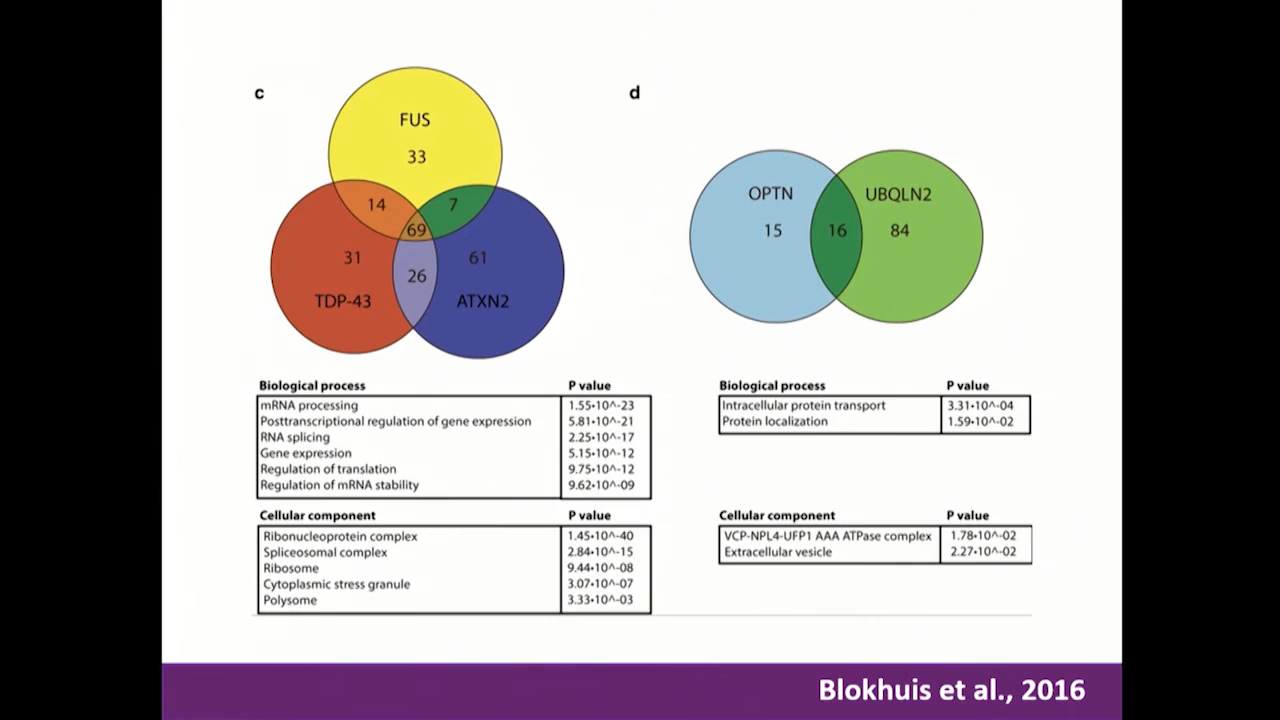 c
FUS
33
14
7
69
31
61
26
TDP-43
ATXN2
d
OPTN
UBQLN2
15
16
84
Biological process P value
mRNA processing 1.55•10^-23
Posttranscriptional regulation of gene expression 5.81•10^-21
RNA splicing 2.25•10^-17
Gene expression 5.15•10^-12
Regulation of translation 9.75•10^-12
Regulation of mRNA stability 9.62•10^-09
Cellular component P value
Ribonucleoprotein complex 1.45•10^-40
Spliceosomal complex 2.84•10^-15
Ribosome 9.44•10^-08
Cytoplasmic stress granule 3.07•10^-07
Polysome 3.33•10^-03
Biological process P value
Intracellular protein transport 3.31•10^-04
Protein localization 1.59•10^-02
Cellular component P value
VCP-NPL4-UFP1 AAA ATPase complex 1.78•10^-02
Extracellular vesicle 2.27•10^-02
Blokhuis et al., 2016